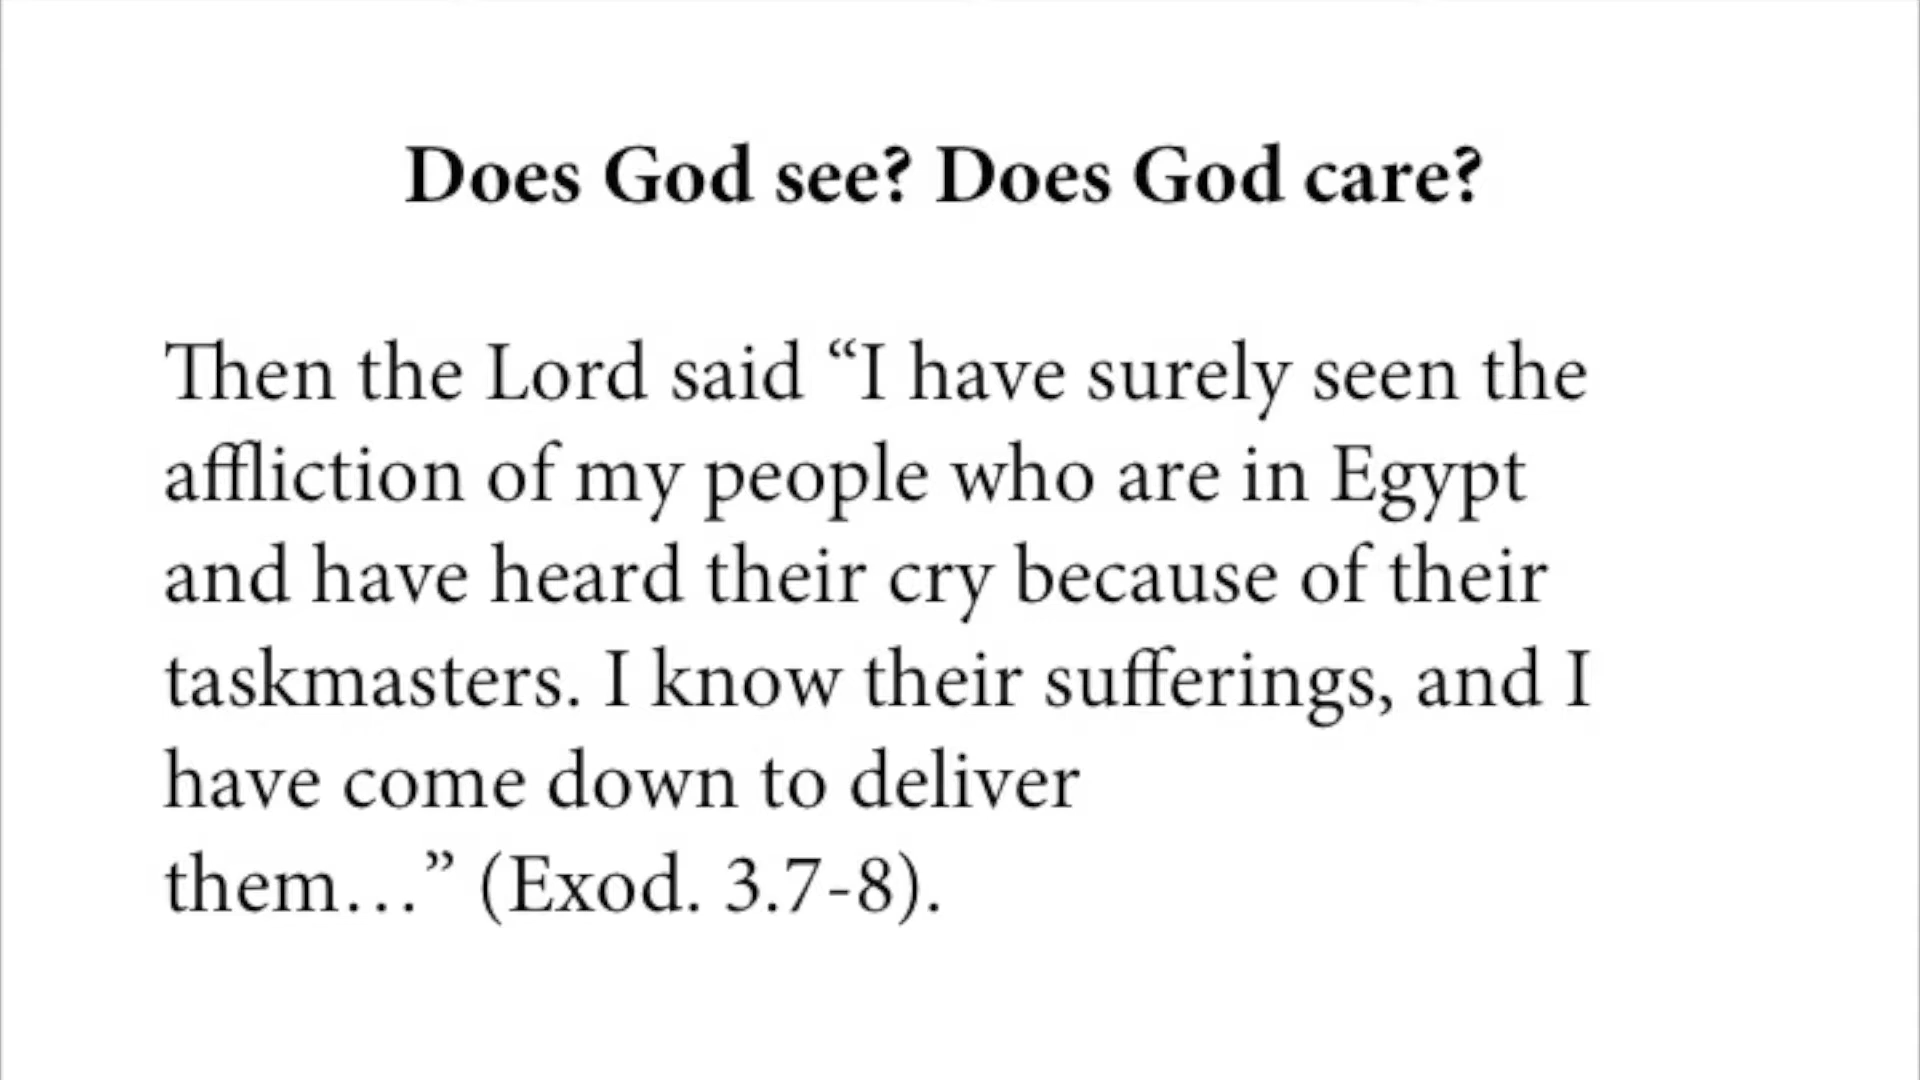 Does God see? Does God care?
Then the Lord said “I have surely seen the
affliction of my people who are in Egypt
and have heard their cry because of their
taskmasters. I know their sufferings, and I
have come down to deliver
them…” (Exod. 3.7-8).